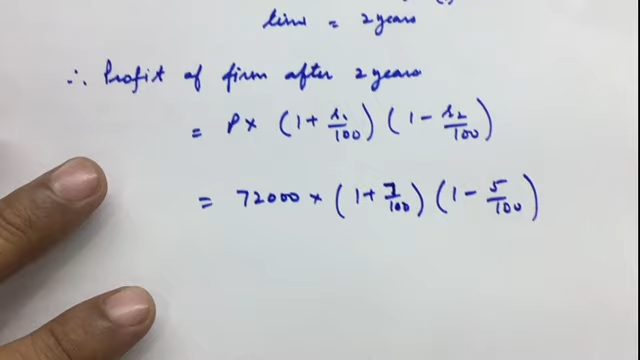 time = 2 years
∴ Profit of firm after 2 years
= P × (1 + r₁/100) (1 − r₂/100)
= 72000 × (1 + 7/100) (1 − 5/100)